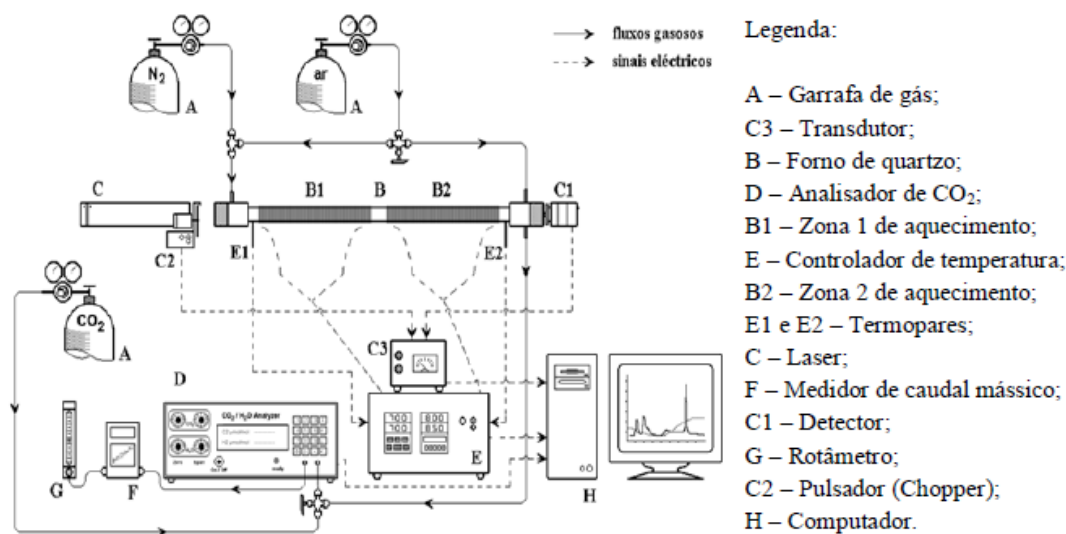 fluxos gasosos
sinais eléctricos
N2
A
ar
A
C
B1
B
B2
C1
C2
E1
E2
CO2
A
C3
D
CO2 / H2O Analyzer
700
800
700
850
G
F
E
H
Legenda:
A – Garrafa de gás;
C3 – Transdutor;
B – Forno de quartzo;
D – Analisador de CO2;
B1 – Zona 1 de aquecimento;
E – Controlador de temperatura;
B2 – Zona 2 de aquecimento;
E1 e E2 – Termopares;
C – Laser;
F – Medidor de caudal mássico;
C1 – Detector;
G – Rotâmetro;
C2 – Pulsador (Chopper);
H – Computador.